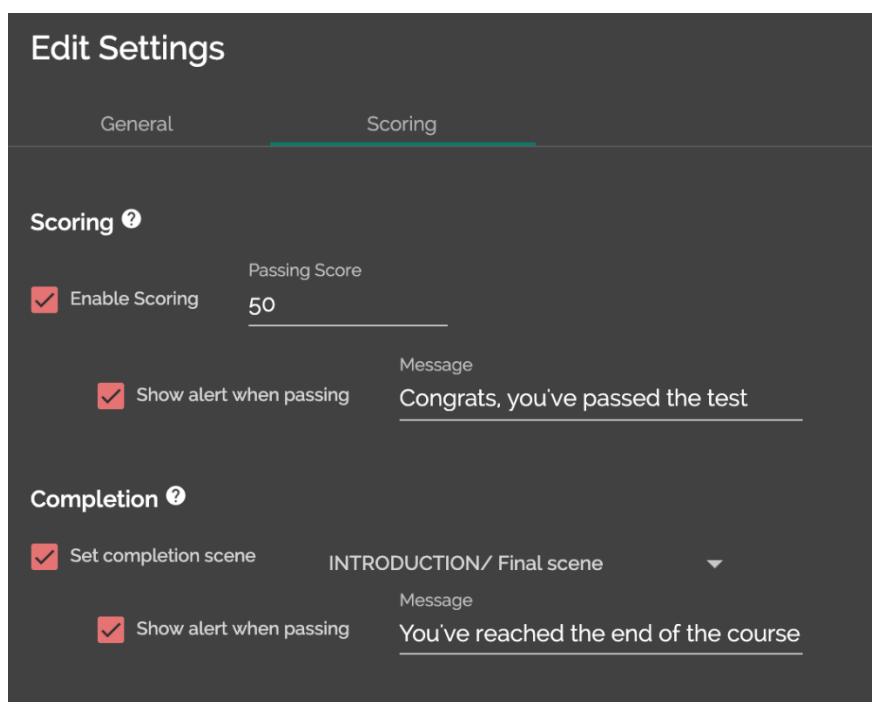 Edit Settings
General Scoring
Scoring ?
Passing Score
Enable Scoring 50
Message
Show alert when passing Congrats, you've passed the test
Completion ?
Set completion scene INTRODUCTION/ Final scene
Message
Show alert when passing You've reached the end of the course